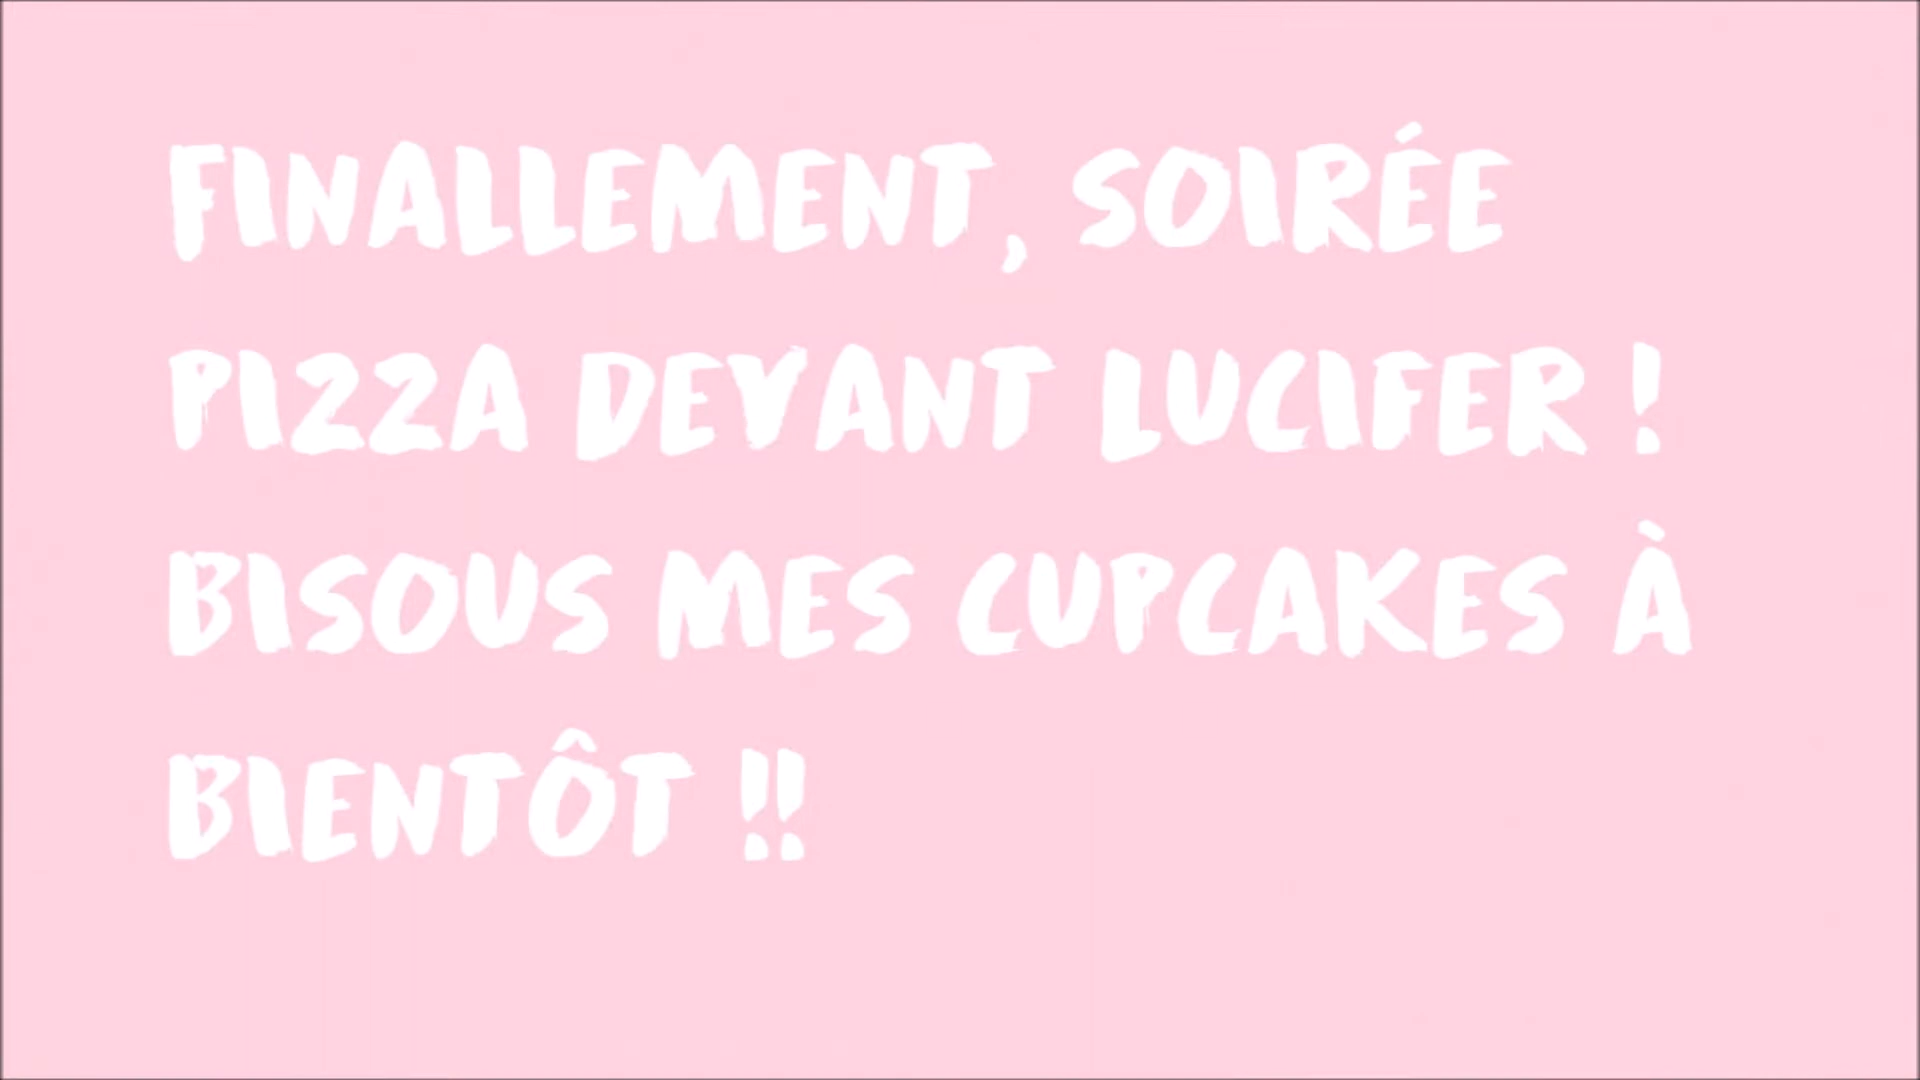 FINALLEMENT, SOIRÉE
PIZZA DEVANT LUCIFER !
BISOUS MES CUPCAKES À
BIENTÔT !!